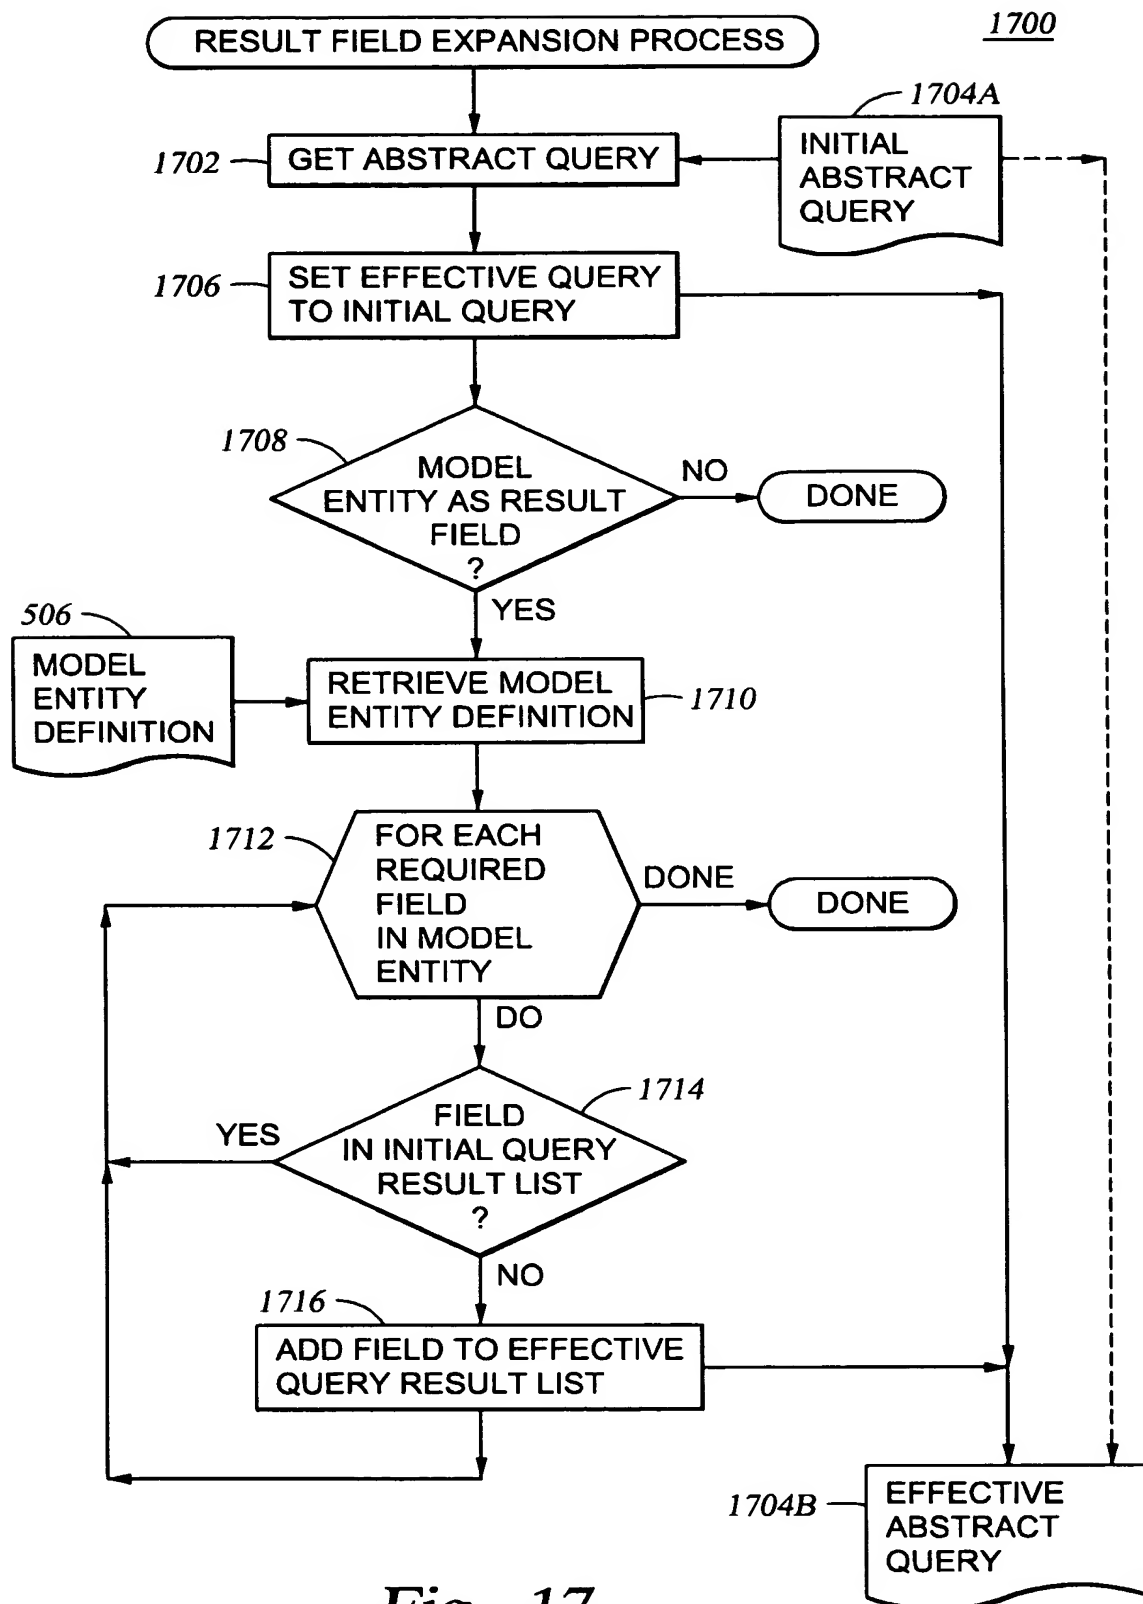 RESULT FIELD EXPANSION PROCESS
1700
1704A
1702
GET ABSTRACT QUERY
INITIAL
ABSTRACT
QUERY
1706
SET EFFECTIVE QUERY
TO INITIAL QUERY
1708
MODEL
ENTITY AS RESULT
FIELD
?
NO
DONE
YES
506
MODEL
ENTITY
DEFINITION
RETRIEVE MODEL
ENTITY DEFINITION
1710
1712
FOR EACH
REQUIRED
FIELD
IN MODEL
ENTITY
DONE
DONE
DO
1714
FIELD
IN INITIAL QUERY
RESULT LIST
?
YES
NO
1716
ADD FIELD TO EFFECTIVE
QUERY RESULT LIST
1704B
EFFECTIVE
ABSTRACT
QUERY
Fig. 17